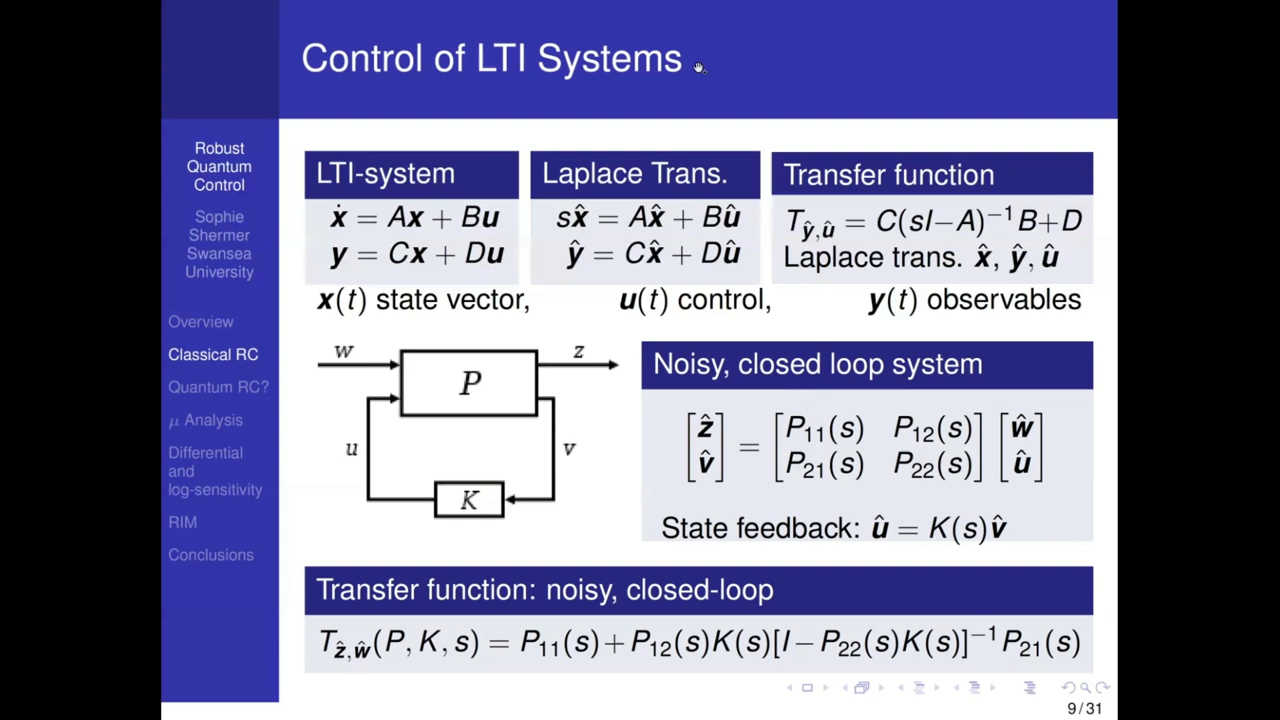 Control of LTI Systems
Robust
Quantum
Control
Sophie
Shermer
Swansea
University
Overview
Classical RC
Quantum RC?
μ Analysis
Differential
and
log-sensitivity
RIM
Conclusions
LTI-system
ẋ = Ax + Bu
y = Cx + Du
Laplace Trans.
sx̂ = Ax̂ + Bû
ŷ = Cx̂ + Dû
Transfer function
T_{ŷ,û} = C(sI−A)⁻¹B+D
Laplace trans. x̂, ŷ, û
x(t) state vector, u(t) control, y(t) observables
w
z
P
u
v
K
Noisy, closed loop system
[ẑ] = [P₁₁(s) P₁₂(s)] [ŵ]
[v̂] [P₂₁(s) P₂₂(s)] [û]
State feedback: û = K(s)v̂
Transfer function: noisy, closed-loop
T_{ẑ,ŵ}(P, K, s) = P₁₁(s)+P₁₂(s)K(s)[I−P₂₂(s)K(s)]⁻¹P₂₁(s)
9/31